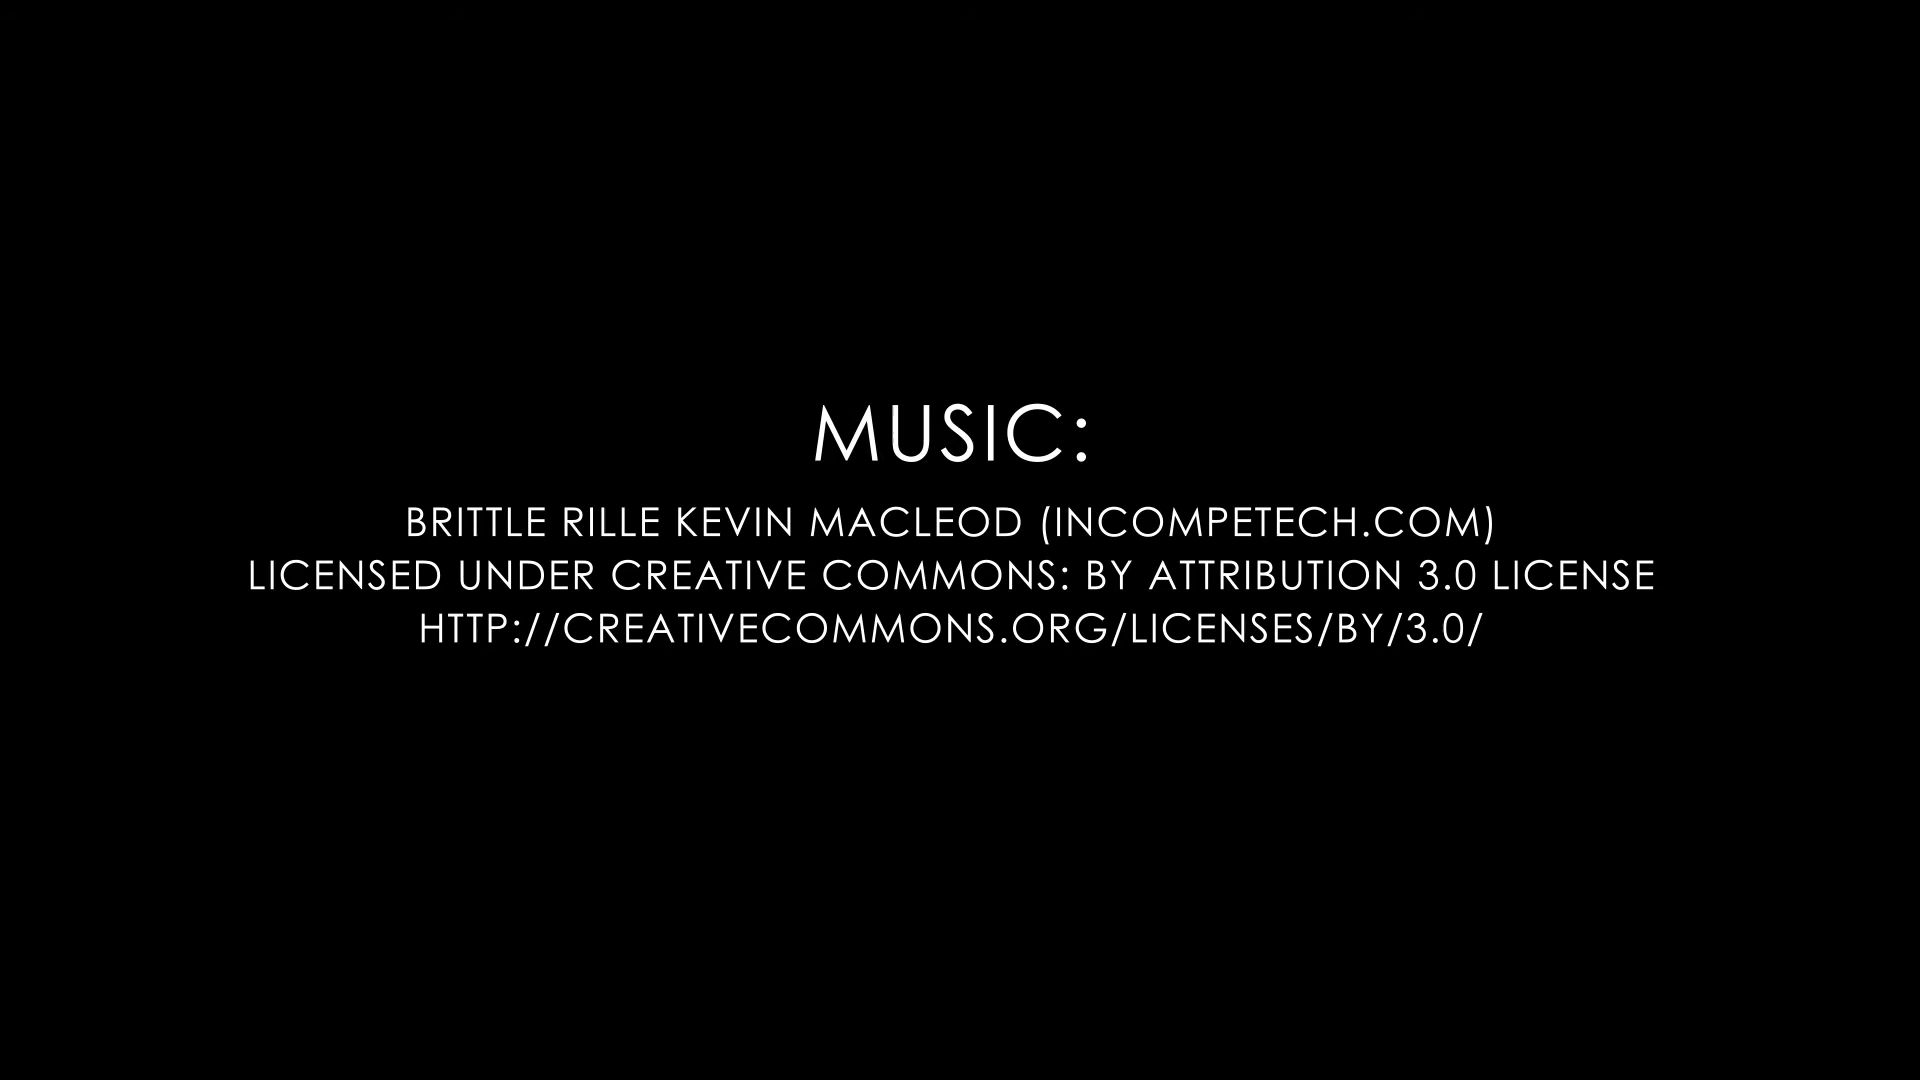 MUSIC:
BRITTLE RILLE KEVIN MACLEOD (INCOMPETECH.COM)
LICENSED UNDER CREATIVE COMMONS: BY ATTRIBUTION 3.0 LICENSE
HTTP://CREATIVECOMMONS.ORG/LICENSES/BY/3.0/